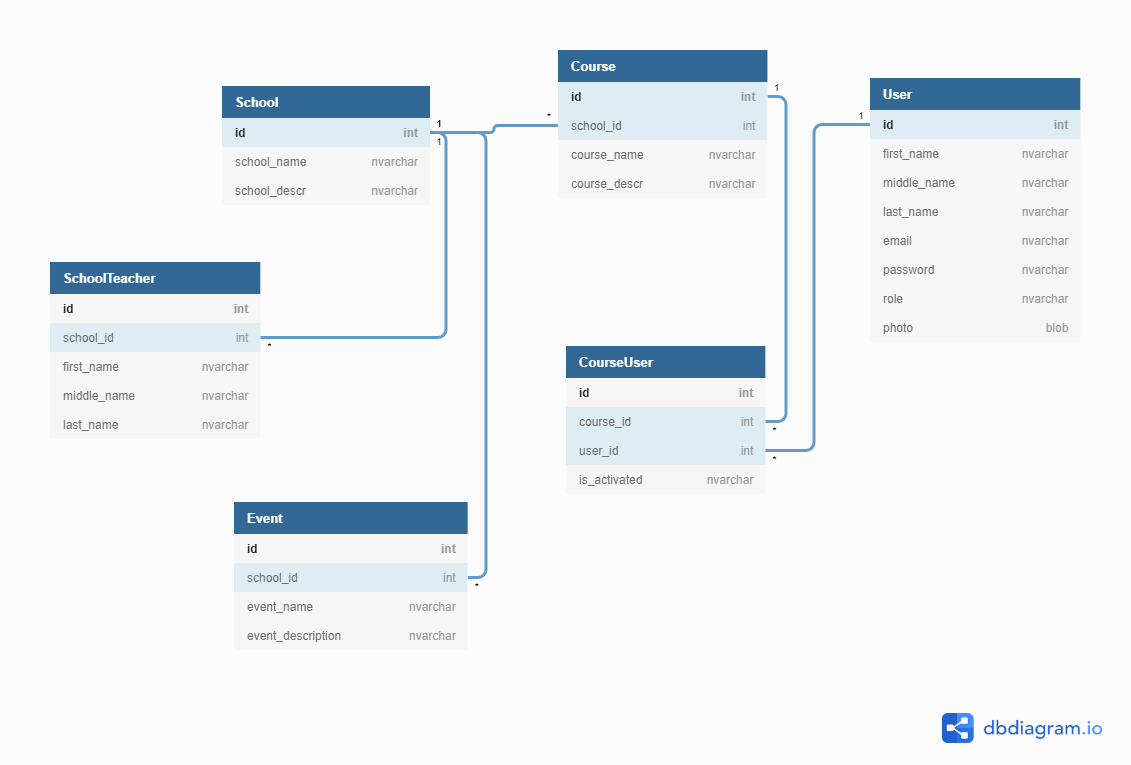 School
id int
school_name nvarchar
school_descr nvarchar
1
1
SchoolTeacher
id int
school_id int
first_name nvarchar
middle_name nvarchar
last_name nvarchar
*
Event
id int
school_id int
event_name nvarchar
event_description nvarchar
*
Course
id int
school_id int
course_name nvarchar
course_descr nvarchar
*
1
CourseUser
id int
course_id int
user_id int
is_activated nvarchar
*
*
User
id int
first_name nvarchar
middle_name nvarchar
last_name nvarchar
email nvarchar
password nvarchar
role nvarchar
photo blob
1
dbdiagram.io